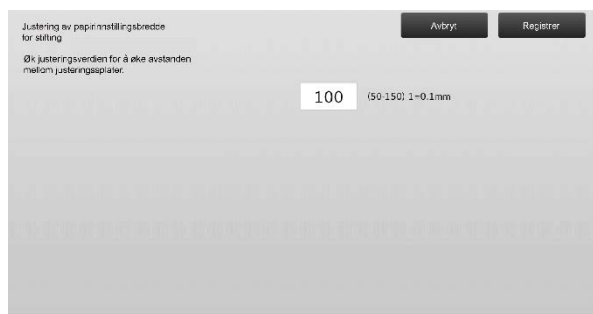 Justering av papirinnstillingsbredde
for stifting
Avbryt
Registrer
Øk justeringsverdien for å øke avstanden
mellom justeringsplater.
100
(50-150) 1=0.1mm